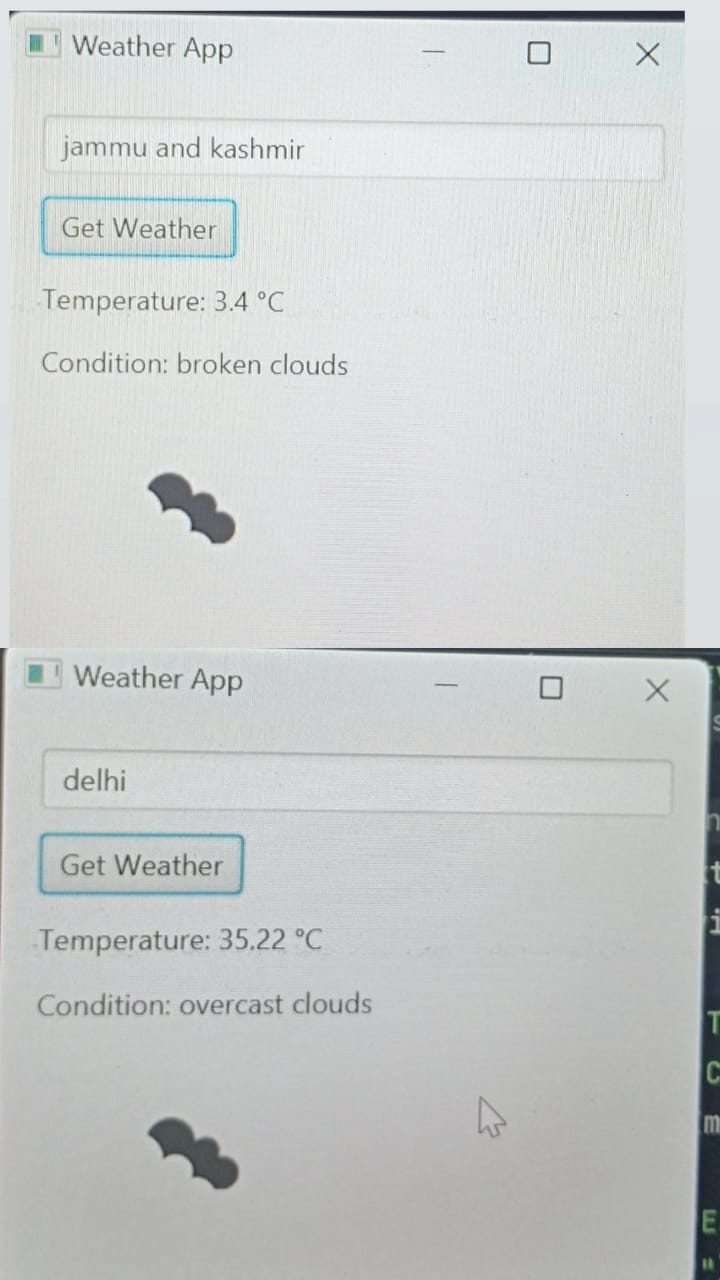 Weather App
jammu and kashmir
Get Weather
Temperature: 3.4 °C
Condition: broken clouds
Weather App
delhi
Get Weather
Temperature: 35.22 °C
Condition: overcast clouds